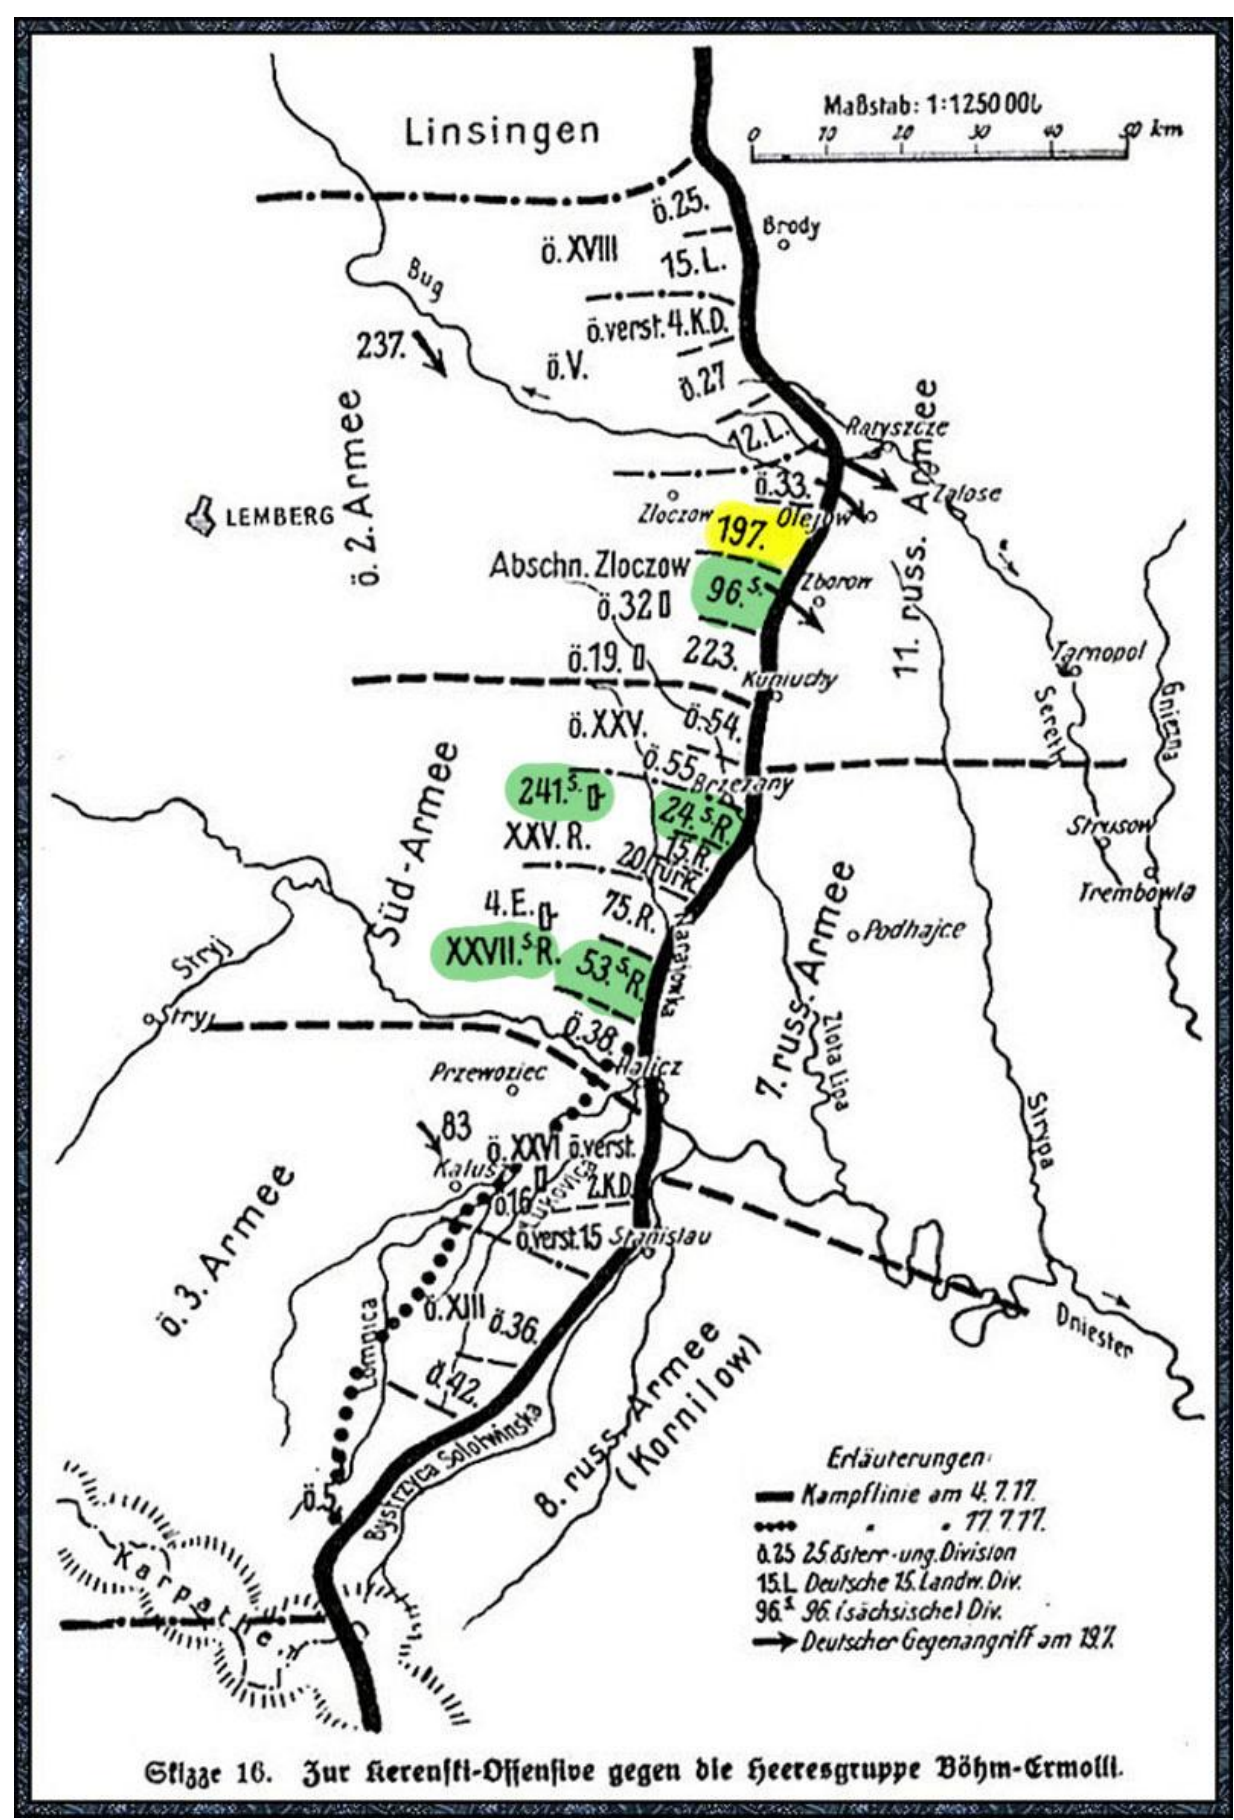 Linsingen
Maßstab: 1:1250 000
0 10 20 30 40 50 km
ö.25.
Brody
ö. XVIII
15. L.
Bug
ö.verst. 4.K.D.
237.
ö.V.
ö.27
ö. 2. Armee
12. L.
Ratyszcze
11. russ. Armee
ö.33.
Zalose
LEMBERG
Zloczow
Olejow
197.
Abschn. Zloczow
96.S.
Zborow
ö.32
223.
ö.19.
Kuniuchy
Tarnopol
Sereth
Gniezna
ö.XXV.
ö.54.
ö.55
Brzezany
241.S.
24.S.R.
Süd-Armee
XXV. R.
15.R.
20.Türk.
Strusow
Trembowla
4.E.
75.R.
7. russ. Armee
Podhajce
XXVII.S.R.
53.S.R.
Narajowka
Stryj
Stryj
ö.38.
Zlota Lipa
Halicz
Przewoziec
Strypa
83
ö.XXVI
ö.verst.
2.K.D.
Kalusz
ö.16
Lukovica
ö.verst.15
Stanislau
ö. 3. Armee
Lomnica
ö.XIII
ö.36.
Dniester
ö.42.
8. russ. Armee
(Kornilow)
Bystrzyca Solotwinska
ö.5.
Karpathen
Erläuterungen:
Kampflinie am 4.7.17.
" " 17.7.17.
ö.25 25.österr.-ung.Division
15.L Deutsche 15.Landw. Div.
96.S. 96. (sächsische) Div.
Deutscher Gegenangriff am 19.7.
Skizze 16. Zur Kerenski-Offensive gegen die Heeresgruppe Böhm-Ermolli.